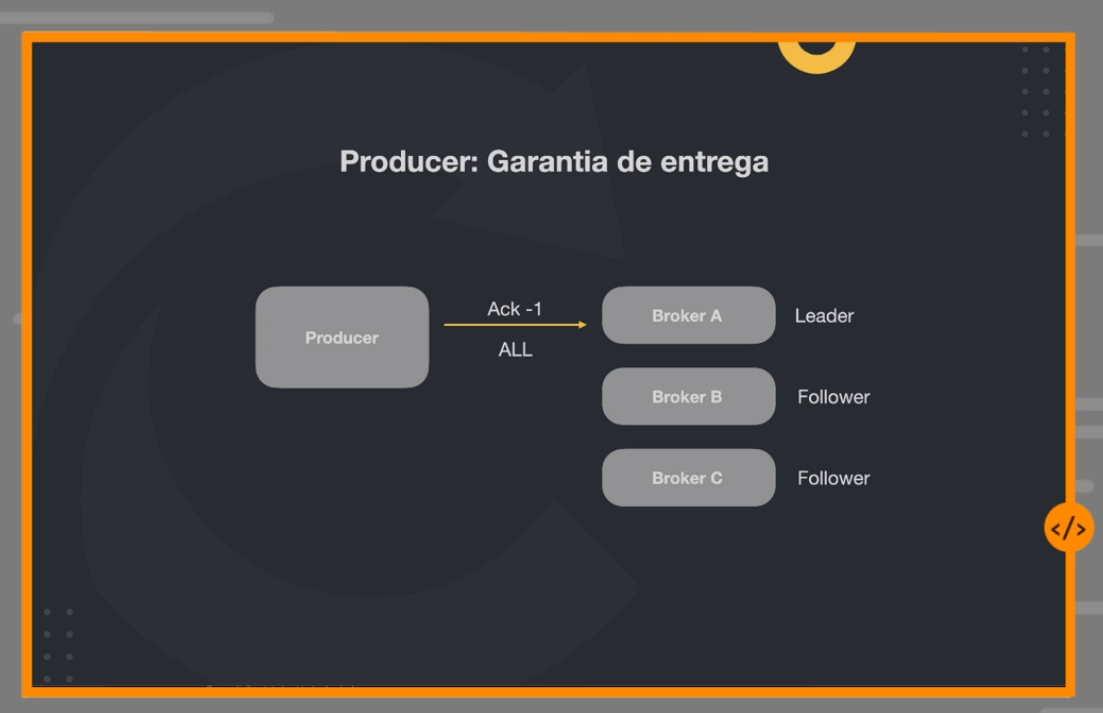 Producer: Garantia de entrega
Producer
Ack -1
ALL
Broker A
Leader
Broker B
Follower
Broker C
Follower
</>